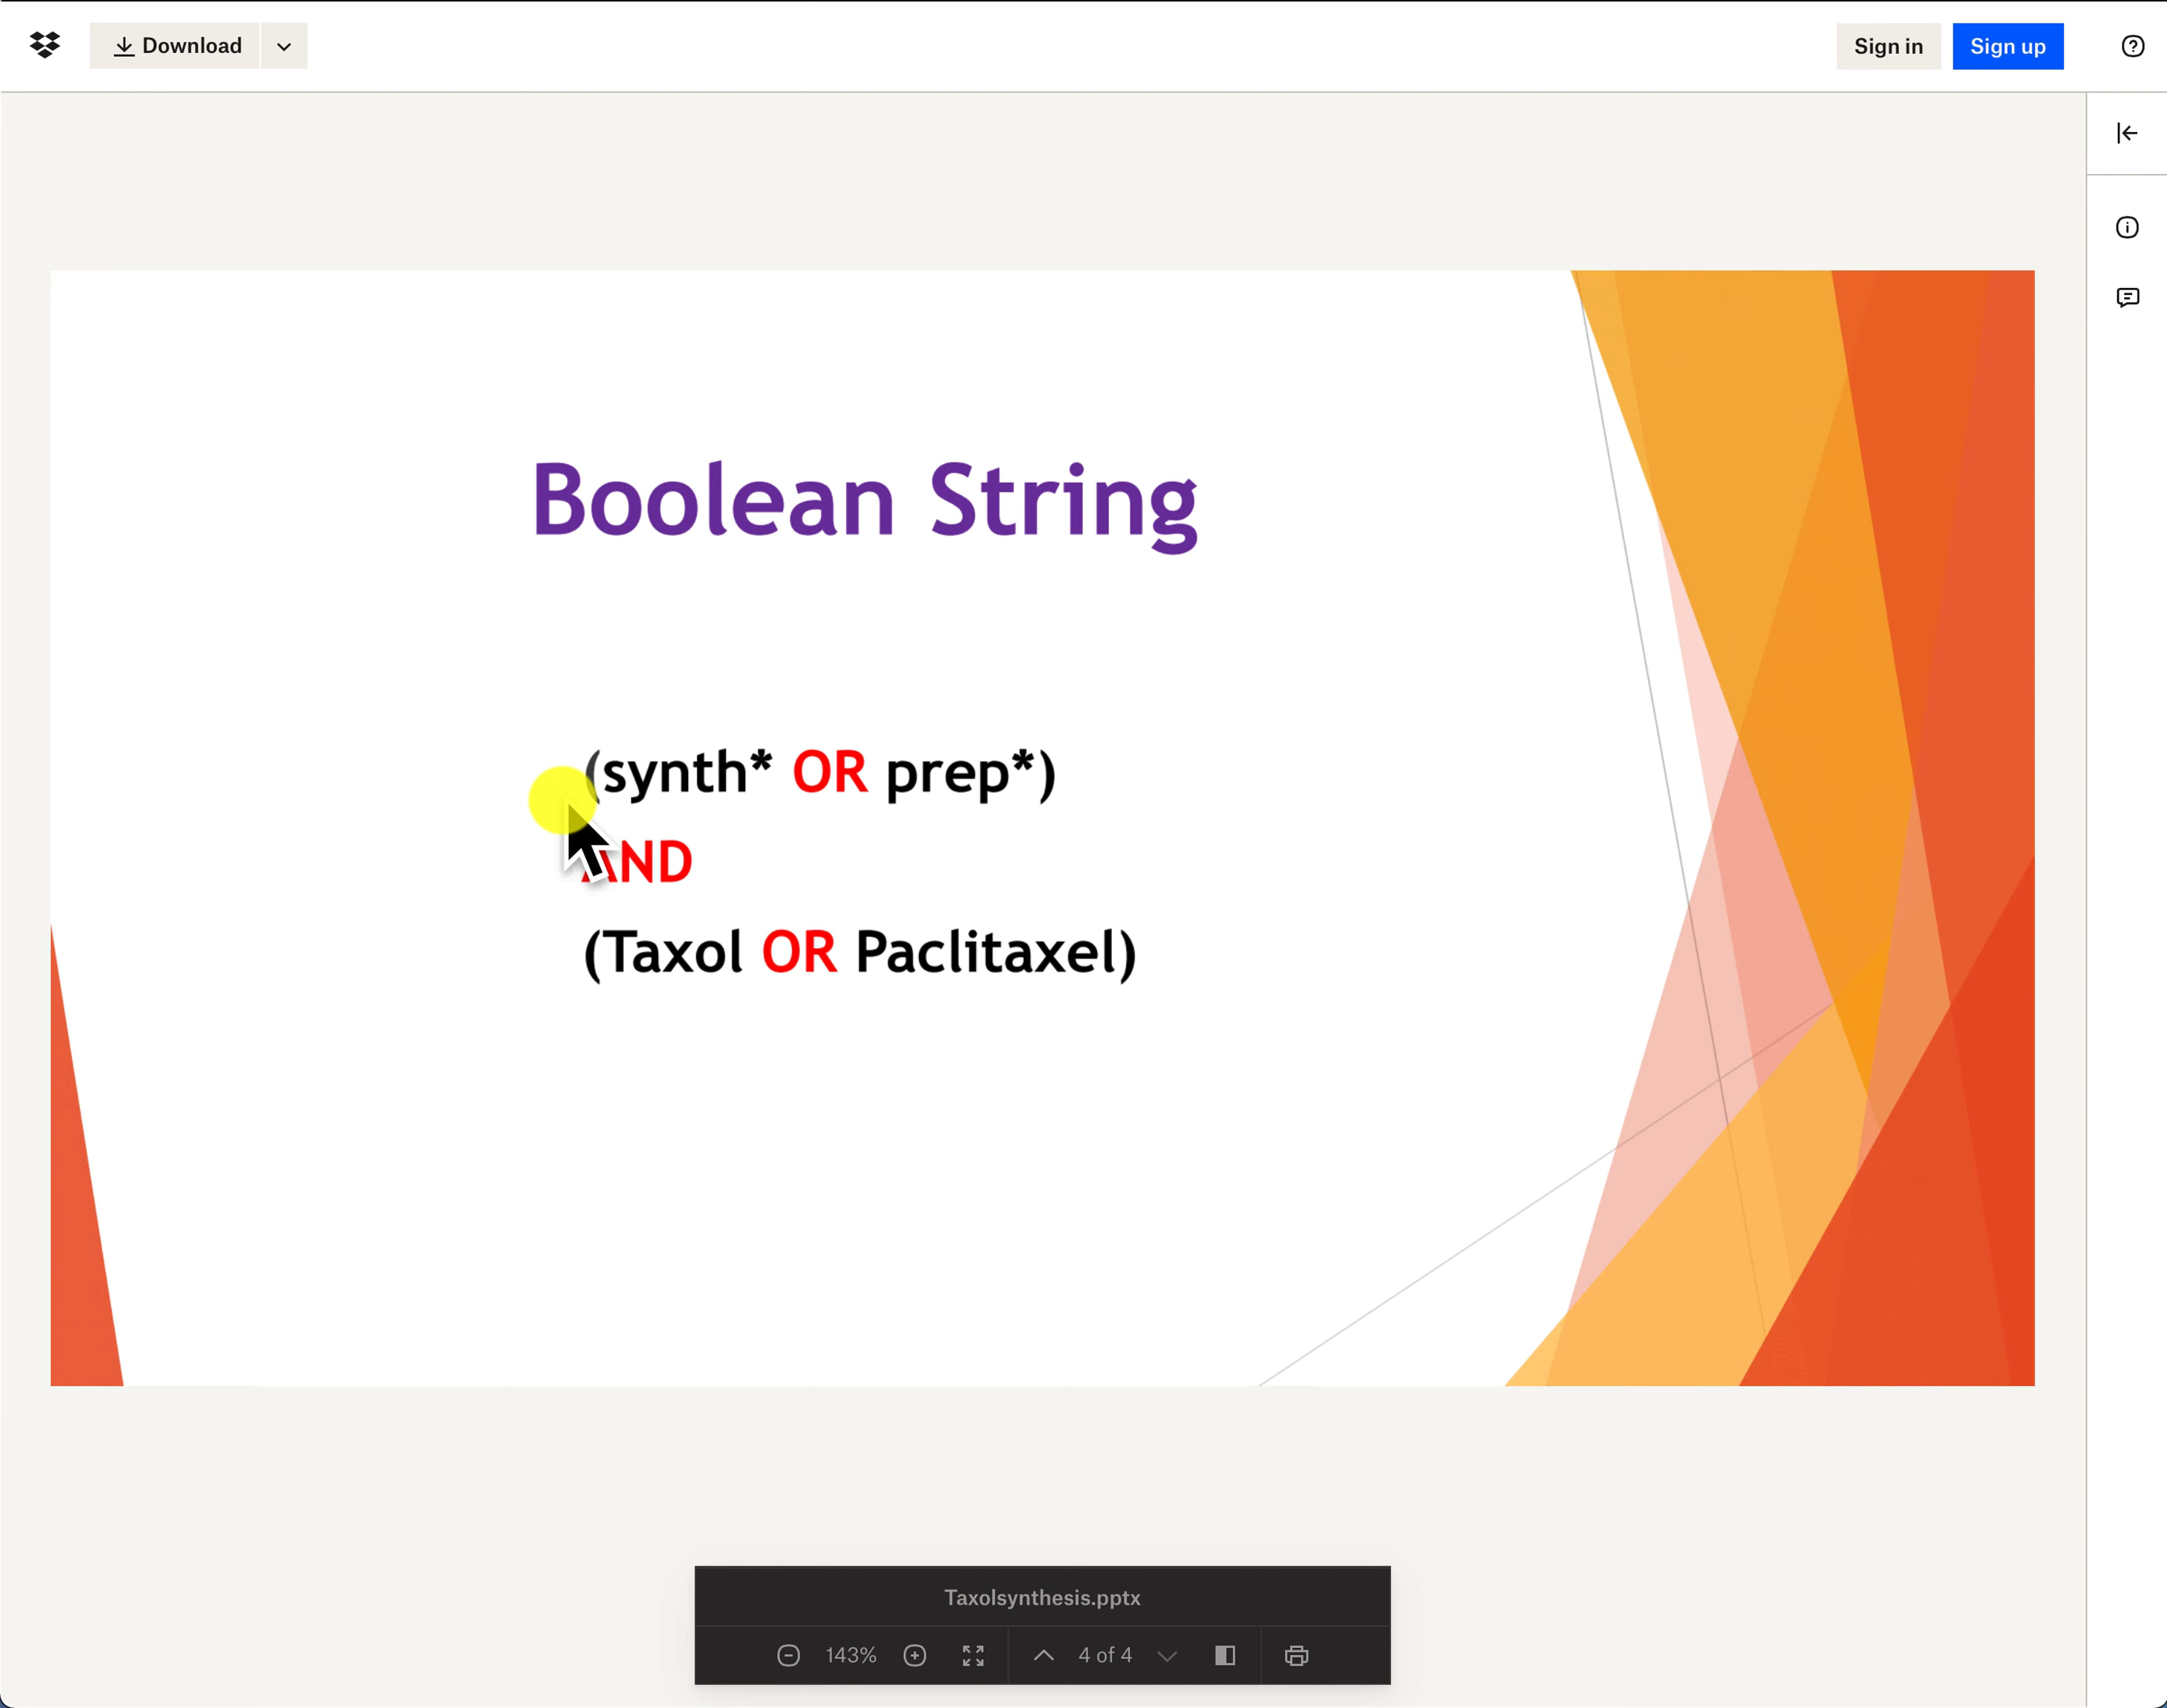 Download
Sign in
Sign up
Boolean String
(synth* OR prep*)
AND
(Taxol OR Paclitaxel)
Taxolsynthesis.pptx
143%
4 of 4